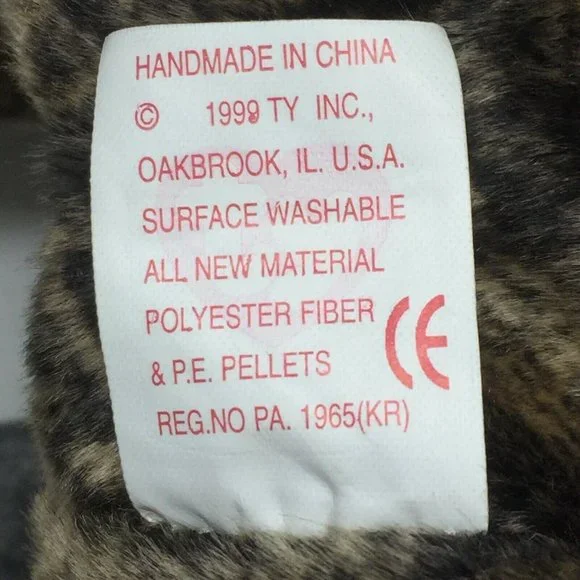 HANDMADE IN CHINA
© 1999 TY INC.,
OAKBROOK, IL. U.S.A.
SURFACE WASHABLE
ALL NEW MATERIAL
POLYESTER FIBER
& P.E. PELLETS
CE
REG.NO PA. 1965(KR)